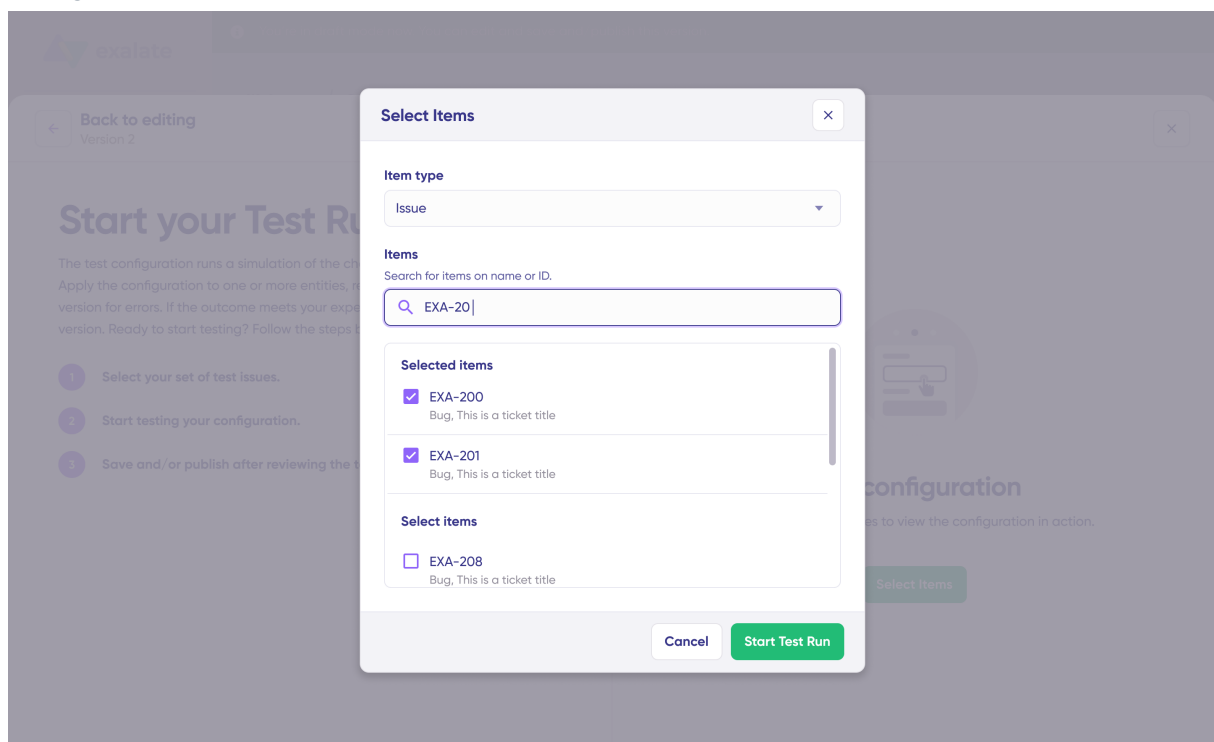 exalate
Back to editing
Version 2
Start your Test Ru
The test configuration runs a simulation of the ch
Apply the configuration to one or more entities, re
version for errors. If the outcome meets your expe
version. Ready to start testing? Follow the steps b
1 Select your set of test issues.
2 Start testing your configuration.
3 Save and/or publish after reviewing the t
Select Items
Item type
Issue
Items
Search for items on name or ID.
EXA-20
Selected items
EXA-200
Bug, This is a ticket title
EXA-201
Bug, This is a ticket title
Select items
EXA-208
Bug, This is a ticket title
Cancel
Start Test Run
configuration
es to view the configuration in action.
Select Items